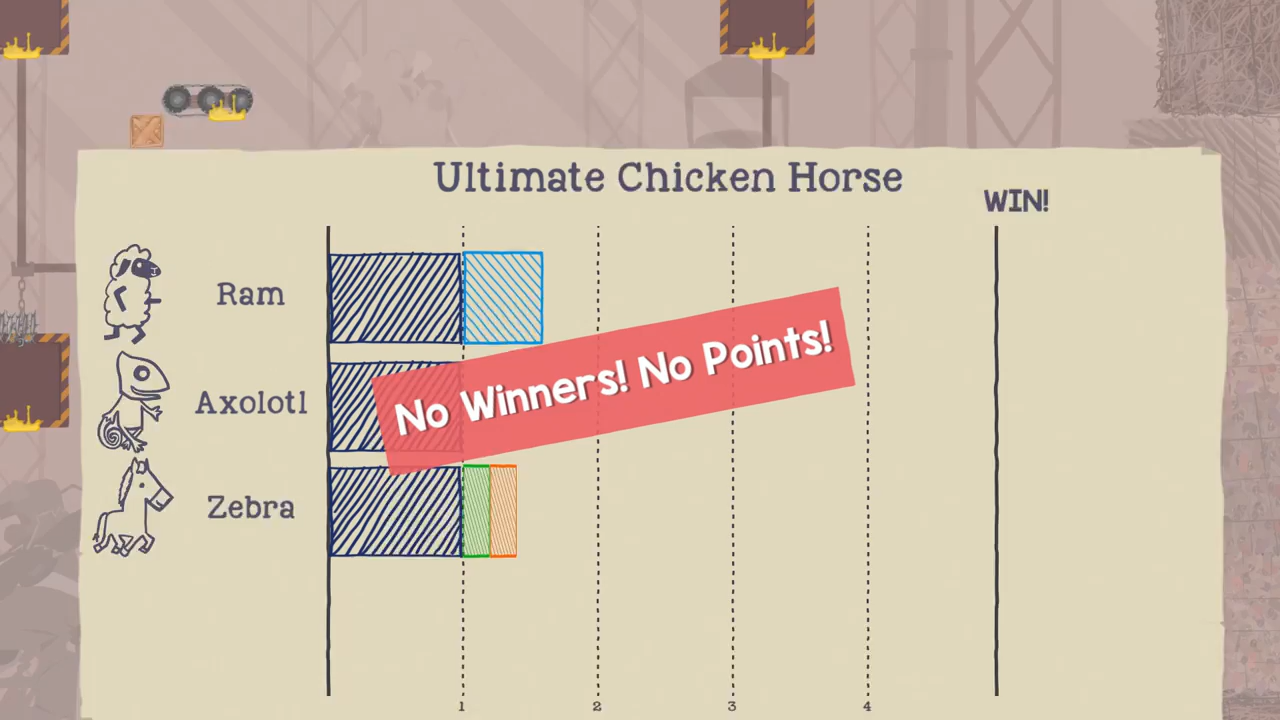 Ultimate Chicken Horse
WIN!
Ram
No Winners! No Points!
Axolotl
Zebra
1 2 3 4